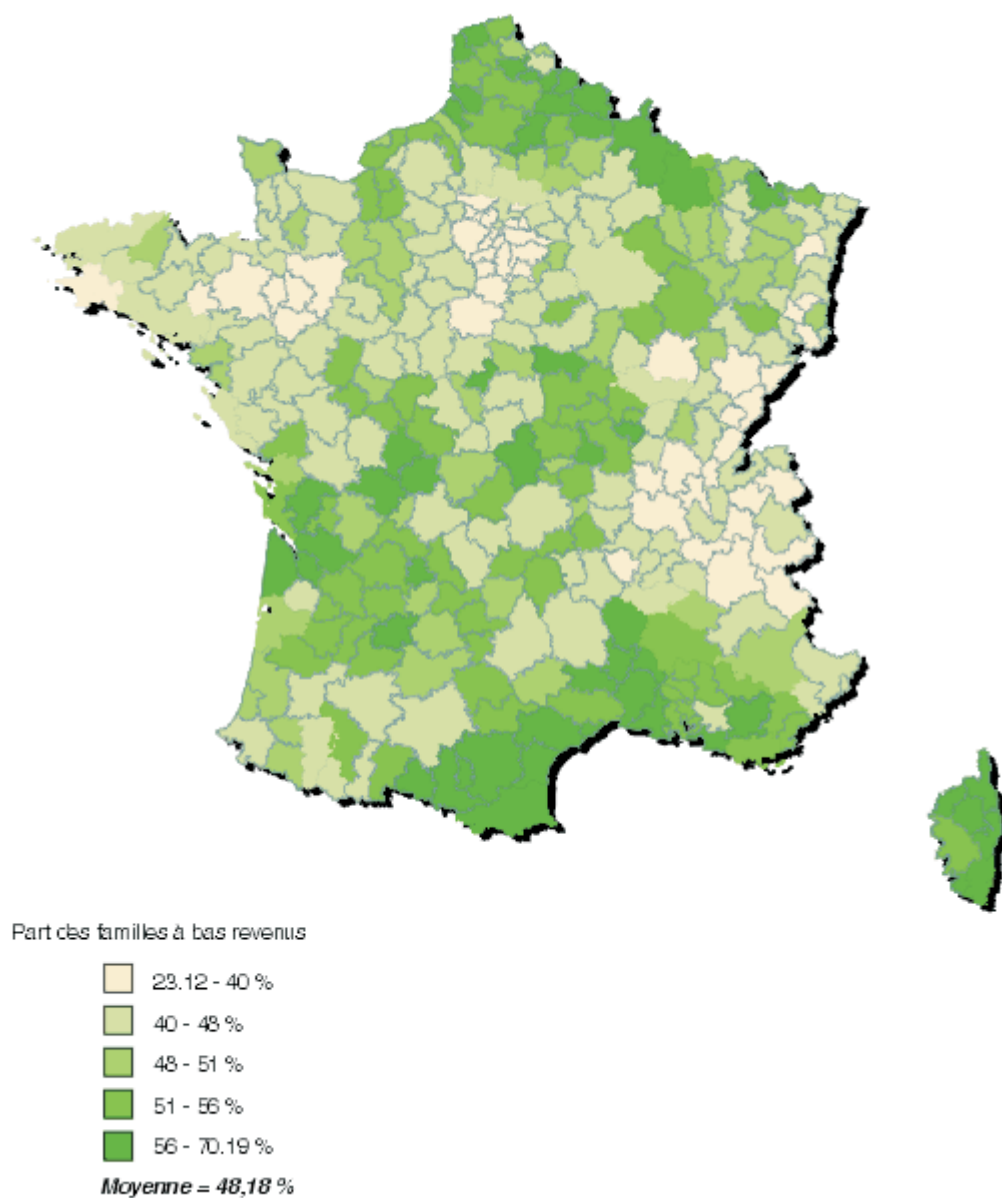 Part des familles à bas revenus
23.12 - 40 %
40 - 48 %
48 - 51 %
51 - 56 %
56 - 70.19 %
Moyenne = 48,18 %